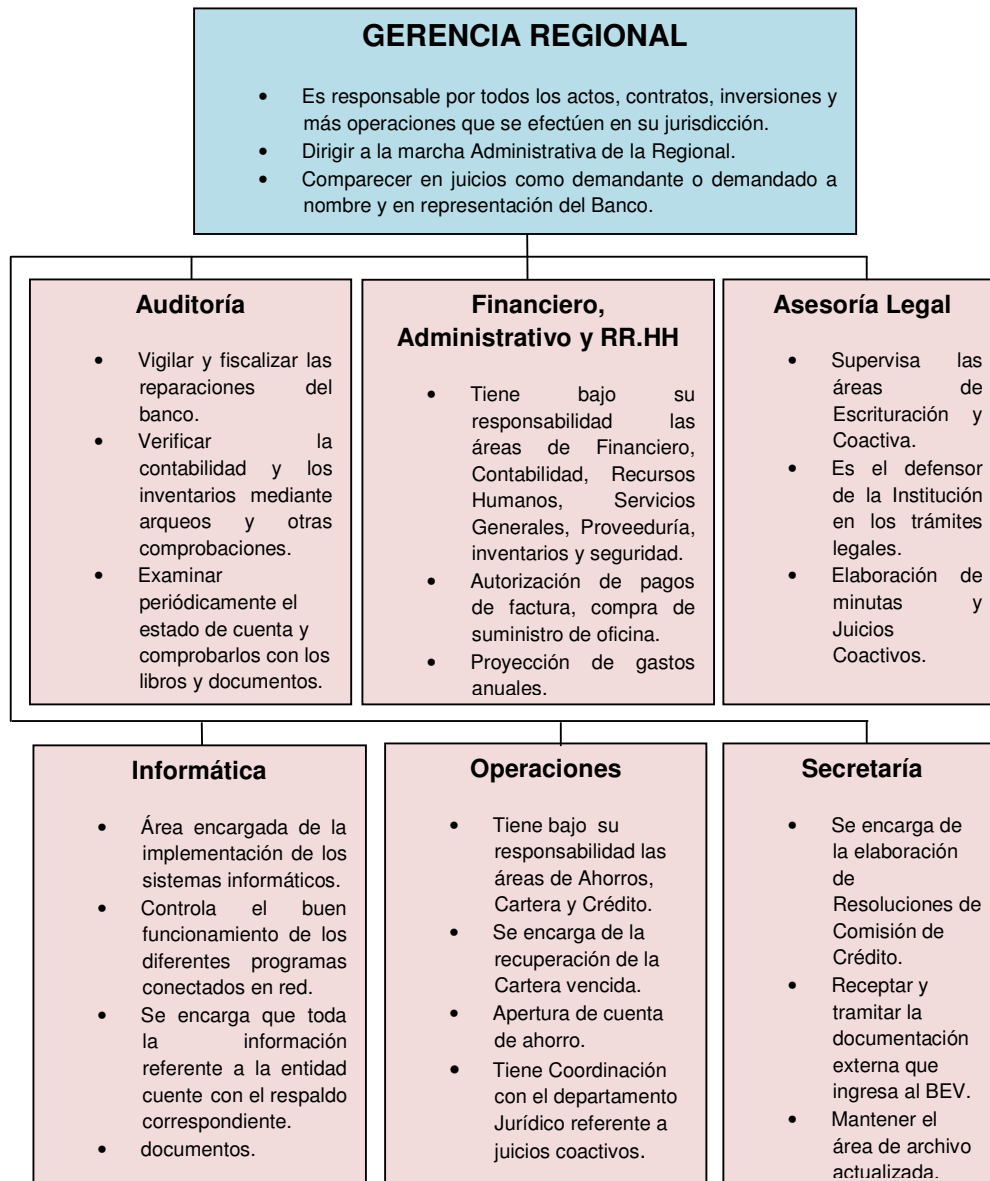 GERENCIA REGIONAL
• Es responsable por todos los actos, contratos, inversiones y
más operaciones que se efectúen en su jurisdicción.
• Dirigir a la marcha Administrativa de la Regional.
• Comparecer en juicios como demandante o demandado a
nombre y en representación del Banco.
Auditoría
• Vigilar y fiscalizar las
reparaciones del
banco.
• Verificar la
contabilidad y los
inventarios mediante
arqueos y otras
comprobaciones.
• Examinar
periódicamente el
estado de cuenta y
comprobarlos con los
libros y documentos.
Financiero,
Administrativo y RR.HH
• Tiene bajo su
responsabilidad las
áreas de Financiero,
Contabilidad, Recursos
Humanos, Servicios
Generales, Proveeduría,
inventarios y seguridad.
• Autorización de pagos
de factura, compra de
suministro de oficina.
• Proyección de gastos
anuales.
Asesoría Legal
• Supervisa las
áreas de
Escrituración y
Coactiva.
• Es el defensor
de la Institución
en los trámites
legales.
• Elaboración de
minutas y
Juicios
Coactivos.
Informática
• Área encargada de la
implementación de los
sistemas informáticos.
• Controla el buen
funcionamiento de los
diferentes programas
conectados en red.
• Se encarga que toda
la información
referente a la entidad
cuente con el respaldo
correspondiente.
• documentos.
Operaciones
• Tiene bajo su
responsabilidad las
áreas de Ahorros,
Cartera y Crédito.
• Se encarga de la
recuperación de la
Cartera vencida.
• Apertura de cuenta
de ahorro.
• Tiene Coordinación
con el departamento
Jurídico referente a
juicios coactivos.
Secretaría
• Se encarga de
la elaboración
de
Resoluciones de
Comisión de
Crédito.
• Receptar y
tramitar la
documentación
externa que
ingresa al BEV.
• Mantener el
área de archivo
actualizada.